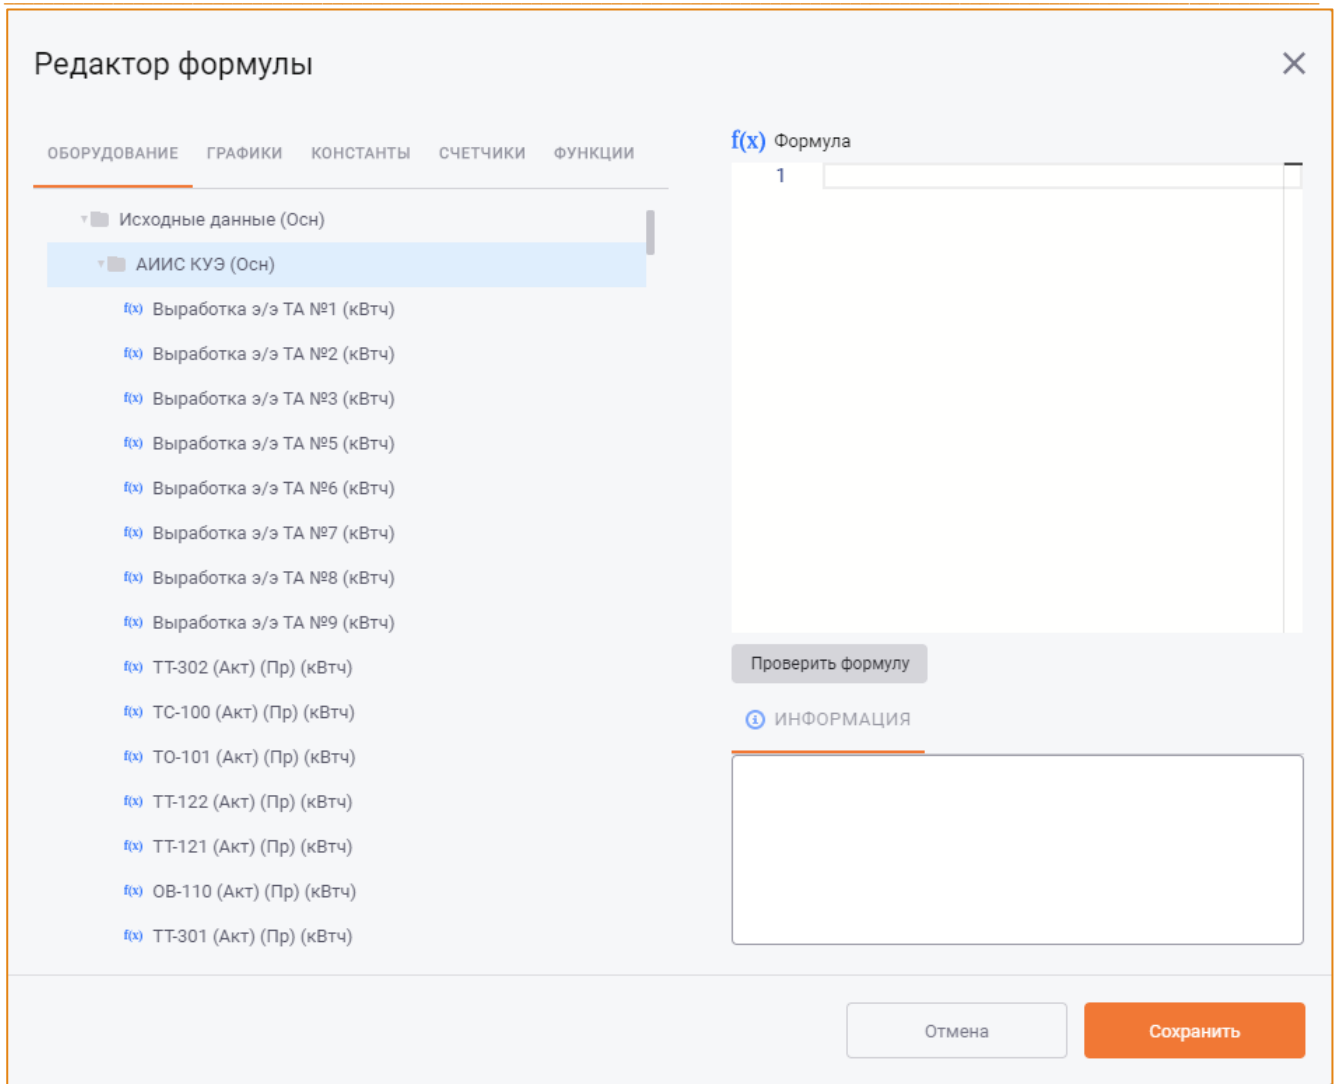 Редактор формулы
ОБОРУДОВАНИЕ ГРАФИКИ КОНСТАНТЫ СЧЕТЧИКИ ФУНКЦИИ
Исходные данные (Осн)
АИИС КУЭ (Осн)
f(x) Выработка э/э ТА №1 (кВтч)
f(x) Выработка э/э ТА №2 (кВтч)
f(x) Выработка э/э ТА №3 (кВтч)
f(x) Выработка э/э ТА №5 (кВтч)
f(x) Выработка э/э ТА №6 (кВтч)
f(x) Выработка э/э ТА №7 (кВтч)
f(x) Выработка э/э ТА №8 (кВтч)
f(x) Выработка э/э ТА №9 (кВтч)
f(x) ТТ-302 (Акт) (Пр) (кВтч)
f(x) ТС-100 (Акт) (Пр) (кВтч)
f(x) ТО-101 (Акт) (Пр) (кВтч)
f(x) ТТ-122 (Акт) (Пр) (кВтч)
f(x) ТТ-121 (Акт) (Пр) (кВтч)
f(x) ОВ-110 (Акт) (Пр) (кВтч)
f(x) ТТ-301 (Акт) (Пр) (кВтч)
f(x) Формула
1
Проверить формулу
ИНФОРМАЦИЯ
Отмена
Сохранить